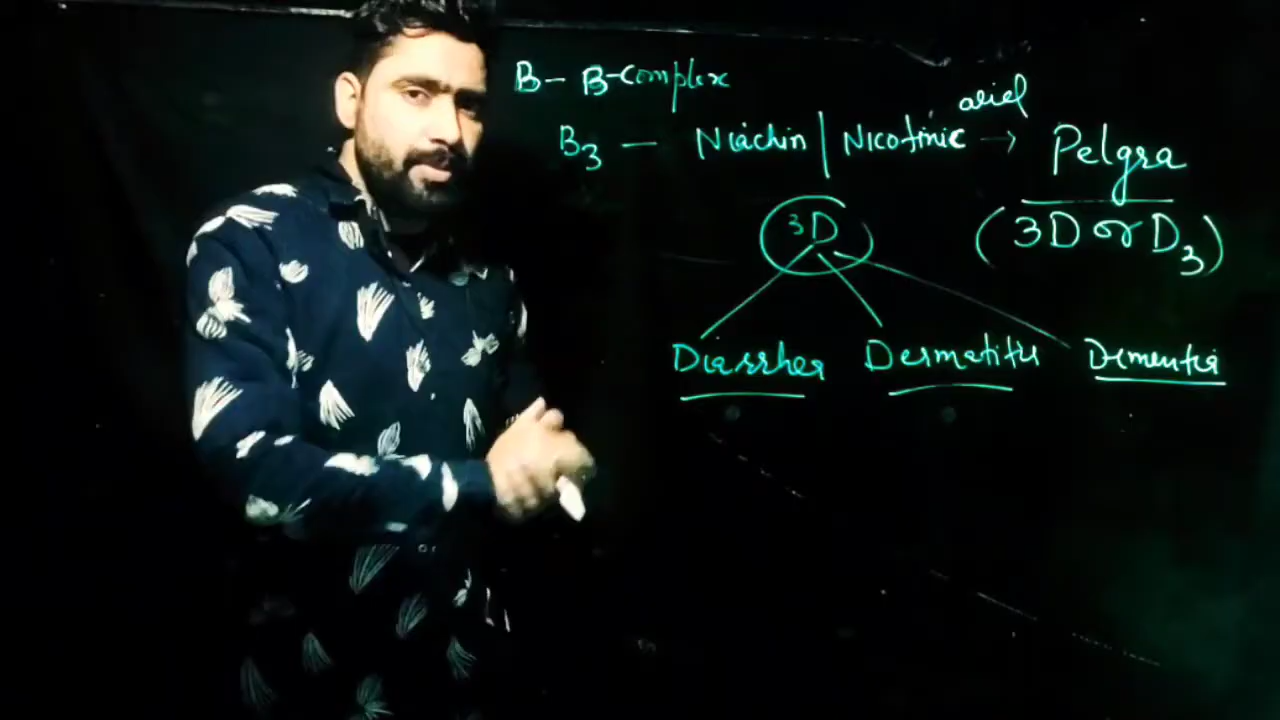 B- B-Complex
B3 — Niachin | Nicotinic acid → Pelgra
(3D or D3)
3D
Diarrhea Dermatitis Dementia